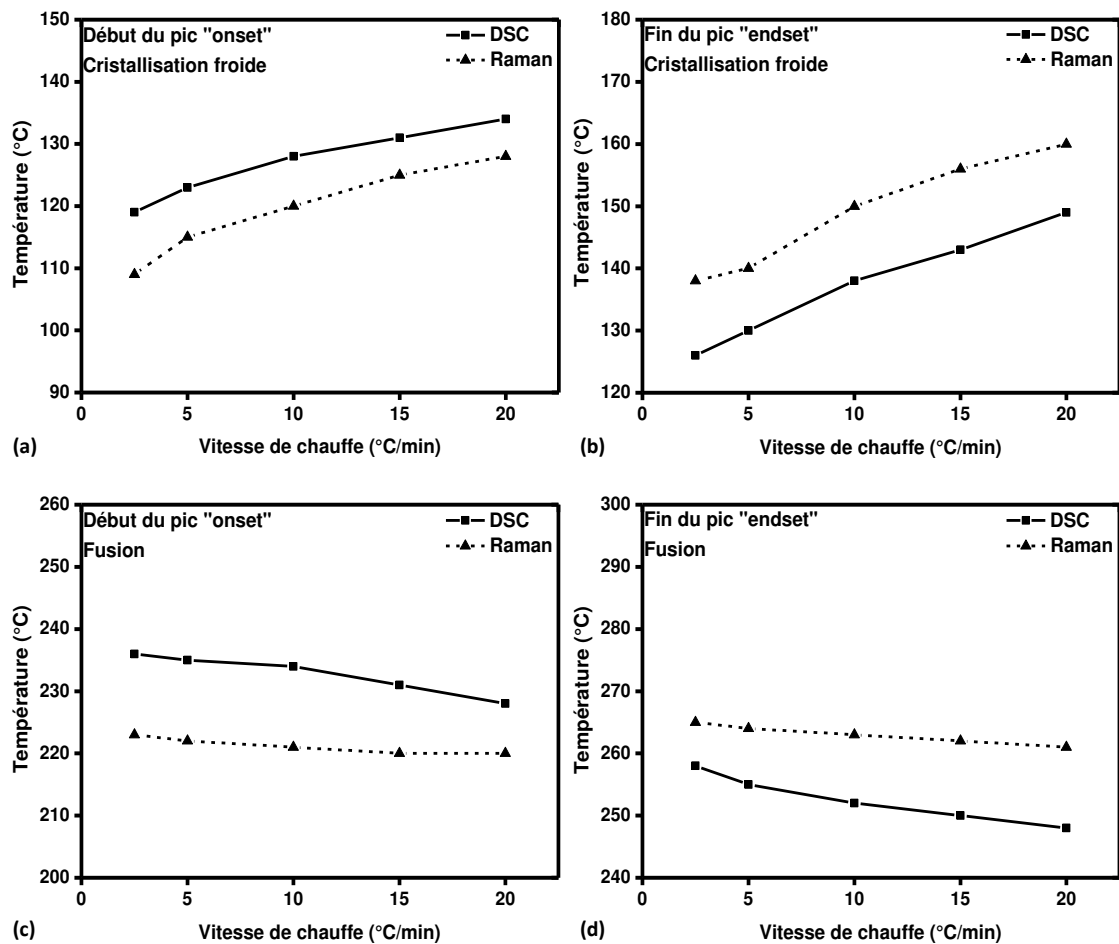 Début du pic "onset"
Cristallisation froide
DSC
Raman
Température (°C)
150
140
130
120
110
100
90
0 5 10 15 20
Vitesse de chauffe (°C/min)
(a)
Fin du pic "endset"
Cristallisation froide
DSC
Raman
Température (°C)
180
170
160
150
140
130
120
0 5 10 15 20
Vitesse de chauffe (°C/min)
(b)
Début du pic "onset"
Fusion
DSC
Raman
Température (°C)
260
250
240
230
220
210
200
0 5 10 15 20
Vitesse de chauffe (°C/min)
(c)
Fin du pic "endset"
Fusion
DSC
Raman
Température (°C)
300
290
280
270
260
250
240
0 5 10 15 20
Vitesse de chauffe (°C/min)
(d)